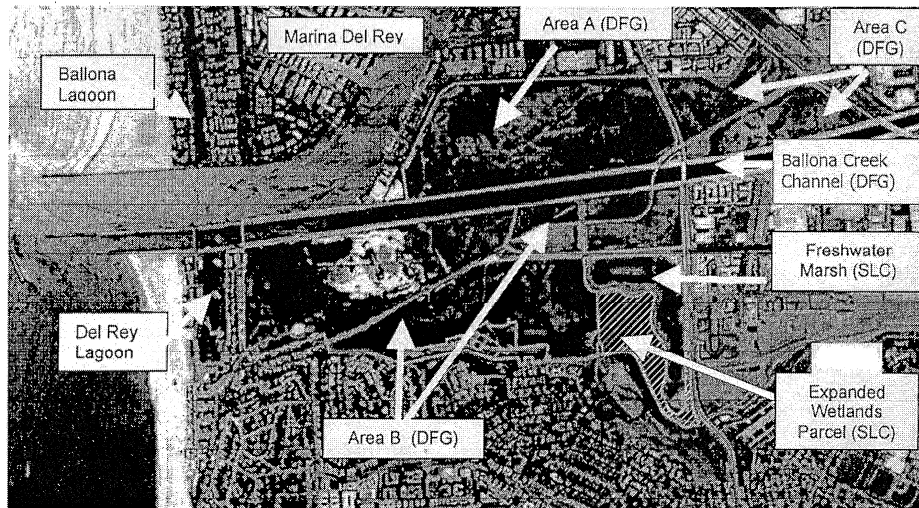 Marina Del Rey
Area A (DFG)
Area C
(DFG)
Ballona
Lagoon
Ballona Creek
Channel (DFG)
Freshwater
Marsh (SLC)
Del Rey
Lagoon
Area B (DFG)
Expanded
Wetlands
Parcel (SLC)